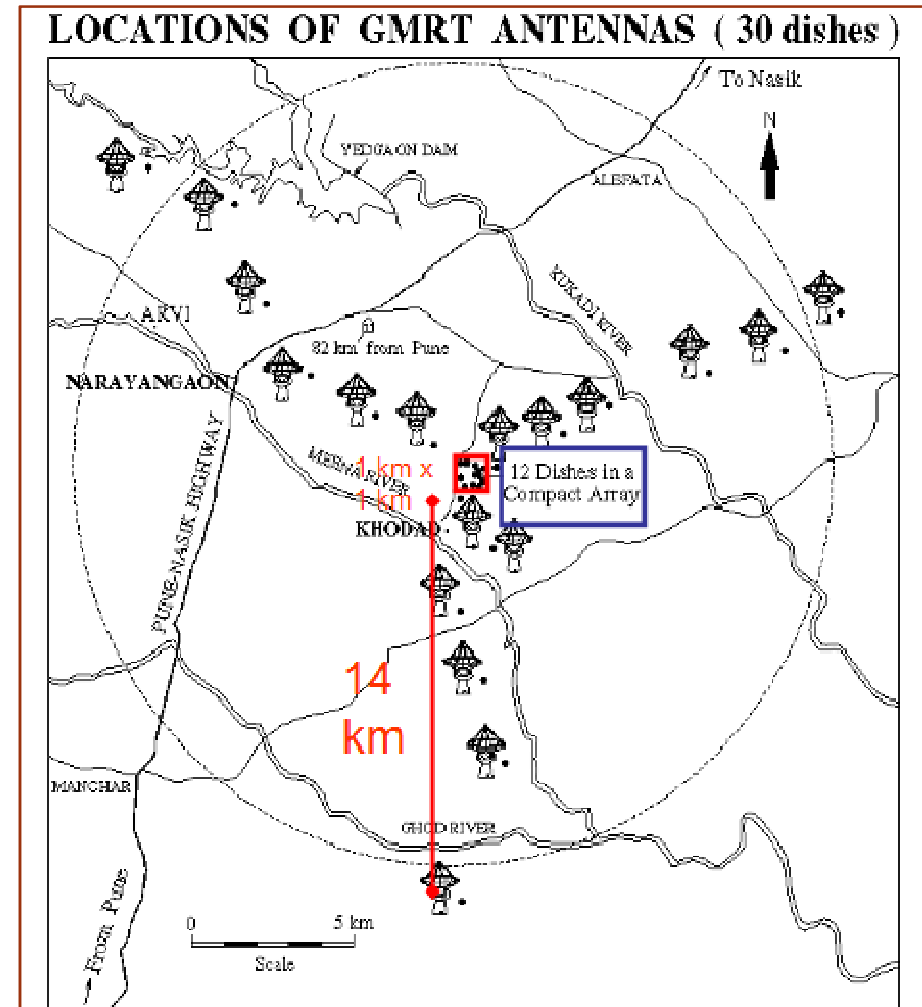 LOCATIONS OF GMRT ANTENNAS ( 30 dishes )
To Nasik
N
YEDGAON DAM
ALEFATA
KUKADI RIVER
ARVI
82 km from Pune
NARAYANGAON
PUNE-NASIK HIGHWAY
MEENA RIVER
1 km x
1 km
12 Dishes in a
Compact Array
KHODAD
14
km
MANCHAR
GHOD RIVER
From Pune
0 5 km
Scale